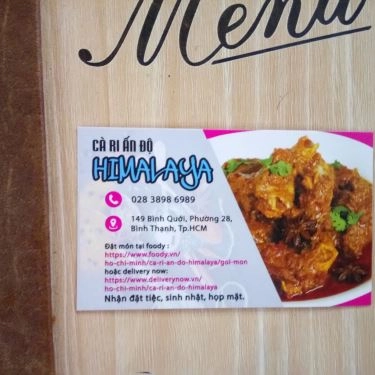 Menu
CÀ RI ẤN ĐỘ
HIMALAYA
028 3898 6989
149 Bình Quới, Phường 28,
Bình Thạnh, Tp.HCM
Đặt món tại foody :
https://www.foody.vn/
ho-chi-minh/ca-ri-an-do-himalaya/goi-mon
hoặc delivery now:
https://www.deliverynow.vn/
ho-chi-minh/ca-ri-an-do-himalaya
Nhận đặt tiệc, sinh nhật, họp mặt.